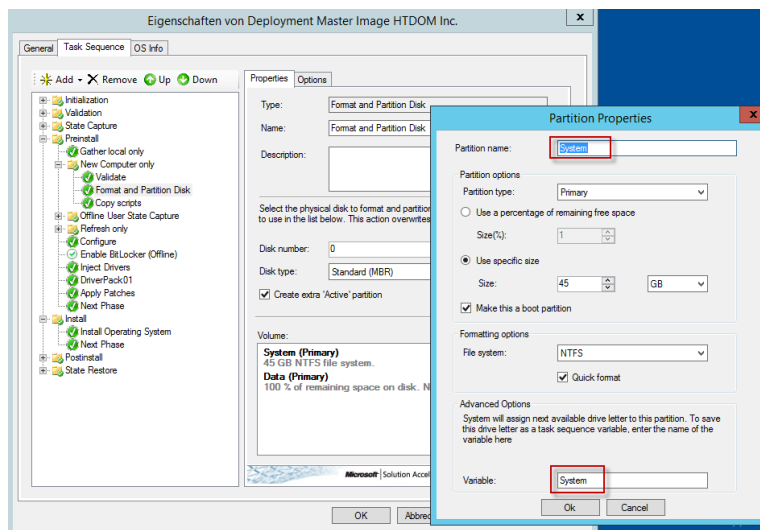 Eigenschaften von Deployment Master Image HTDOM Inc.
x
General
Task Sequence
OS Info
Add
Remove
Up
Down
Initialization
Validation
State Capture
Preinstall
Gather local only
New Computer only
Validate
Format and Partition Disk
Copy scripts
Offline User State Capture
Refresh only
Configure
Enable BitLocker (Offline)
Inject Drivers
DriverPack01
Apply Patches
Next Phase
Install
Install Operating System
Next Phase
Postinstall
State Restore
Properties
Options
Type:
Format and Partition Disk
Name:
Format and Partition Disk
Description:
Select the physical disk to format and partition
to use in the list below. This action overwrites
Disk number:
0
Disk type:
Standard (MBR)
Create extra 'Active' partition
Volume:
System (Primary)
45 GB NTFS file system.
Data (Primary)
100 % of remaining space on disk. N
Microsoft Solution Accel
OK
Abbrec
Partition Properties
x
Partition name:
System
Partition options
Partition type:
Primary
Use a percentage of remaining free space
Size(%):
1
Use specific size
Size:
45
GB
Make this a boot partition
Formatting options
File system:
NTFS
Quick format
Advanced Options
System will assign next available drive letter to this partition. To save
this drive letter as a task sequence variable, enter the name of the
variable here
Variable:
System
Ok
Cancel